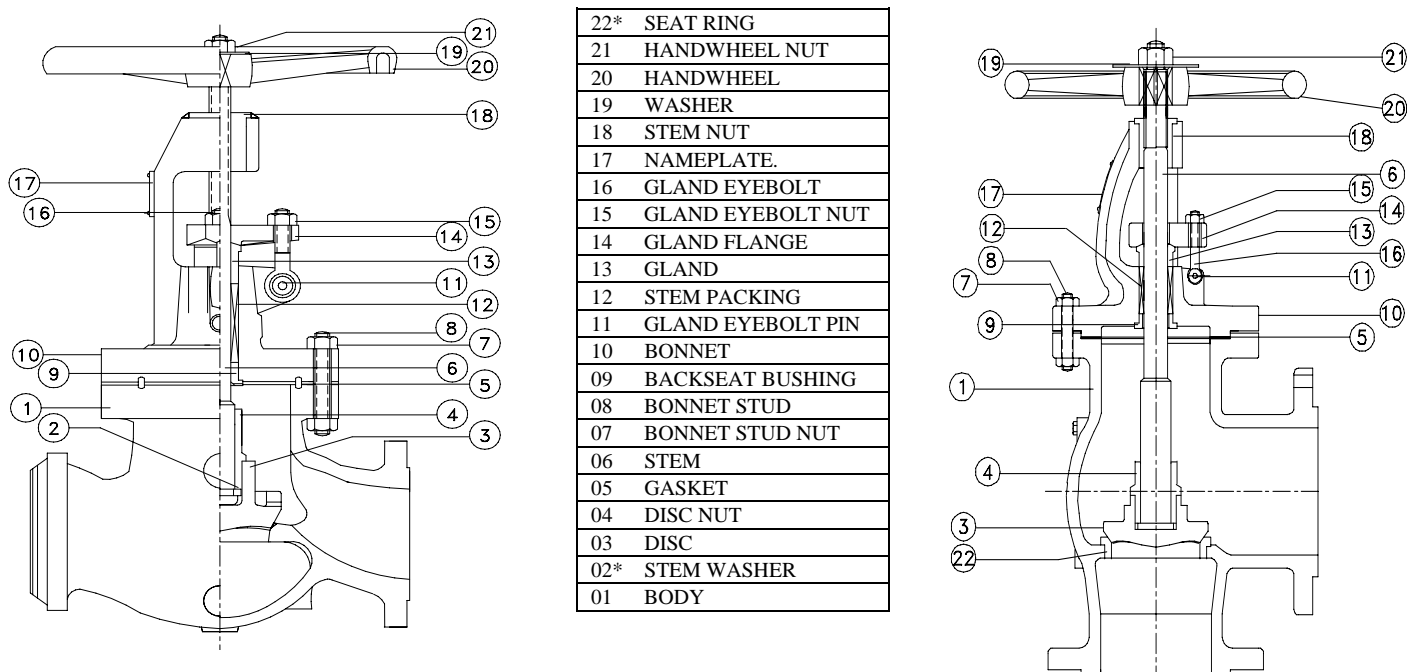 21
19
20
18
17
16
15
14
13
11
12
8
7
10
6
9
5
1
4
2
3
22* SEAT RING
21 HANDWHEEL NUT
20 HANDWHEEL
19 WASHER
18 STEM NUT
17 NAMEPLATE.
16 GLAND EYEBOLT
15 GLAND EYEBOLT NUT
14 GLAND FLANGE
13 GLAND
12 STEM PACKING
11 GLAND EYEBOLT PIN
10 BONNET
09 BACKSEAT BUSHING
08 BONNET STUD
07 BONNET STUD NUT
06 STEM
05 GASKET
04 DISC NUT
03 DISC
02* STEM WASHER
01 BODY
19
21
20
18
6
17
15
14
12
13
8
16
7
11
10
9
5
1
4
3
22